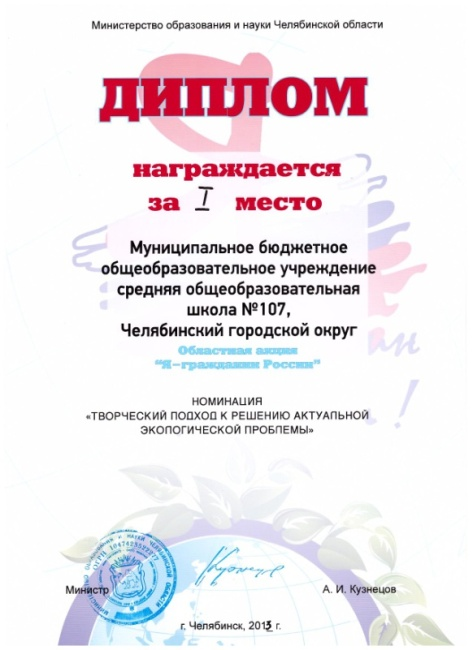 Министерство образования и науки Челябинской области
ДИПЛОМ
награждается
за I место
Муниципальное бюджетное
общеобразовательное учреждение
средняя общеобразовательная
школа №107,
Челябинский городской округ
Областная акция
“Я-гражданин России”
НОМИНАЦИЯ
«ТВОРЧЕСКИЙ ПОДХОД К РЕШЕНИЮ АКТУАЛЬНОЙ
ЭКОЛОГИЧЕСКОЙ ПРОБЛЕМЫ»
Министр
А. И. Кузнецов
г. Челябинск, 2013 г.